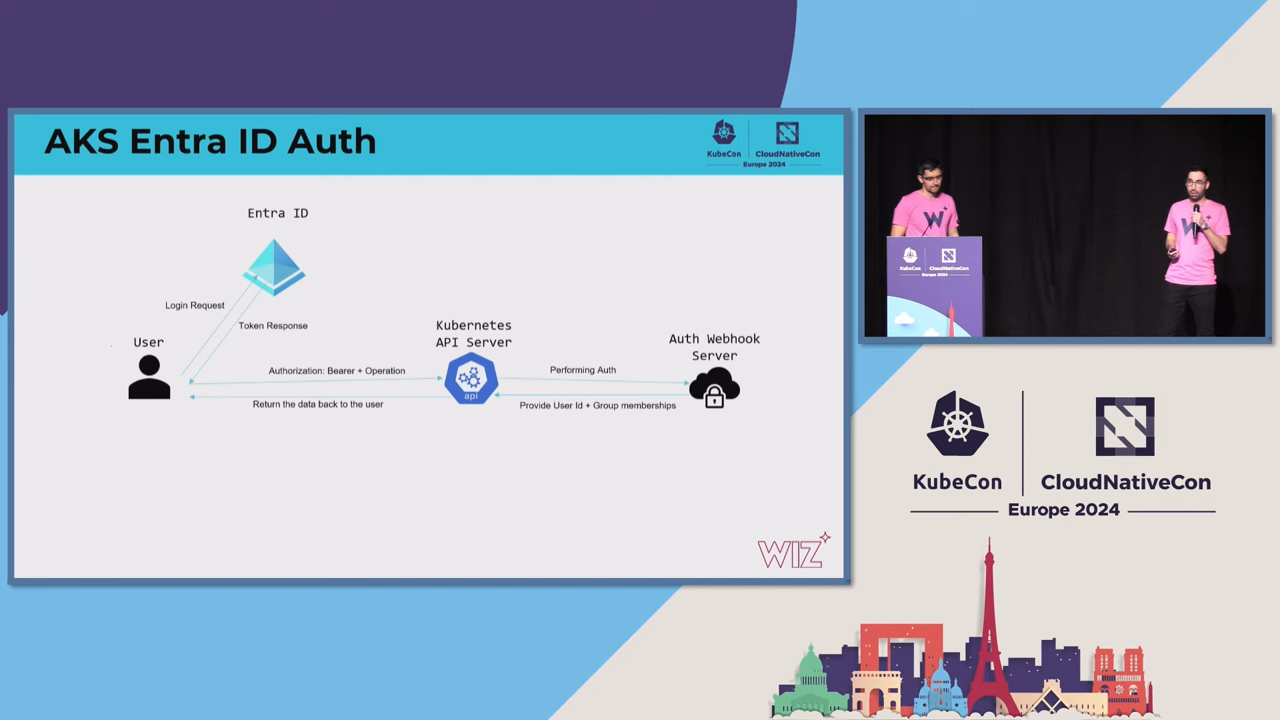 AKS Entra ID Auth
KubeCon
CloudNativeCon
Europe 2024
Entra ID
Login Request
Token Response
User
Kubernetes
API Server
Auth Webhook
Server
Authorization: Bearer + Operation
Performing Auth
api
Return the data back to the user
Provide User Id + Group memberships
WIZ
W
W
KubeCon
CloudNativeCon
Europe 2024
KubeCon
CloudNativeCon
Europe 2024